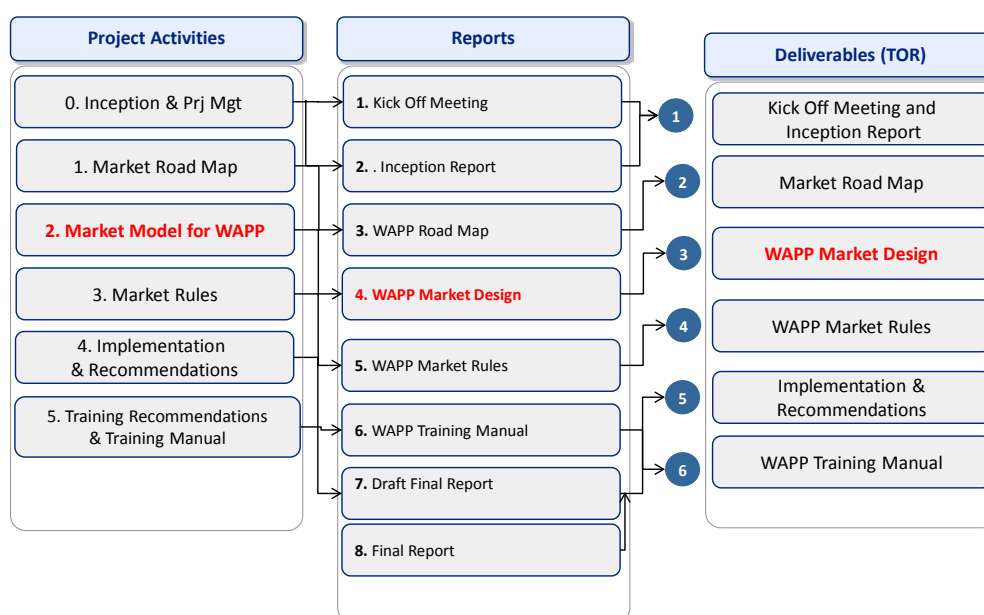 Project Activities
0. Inception & Prj Mgt
1. Market Road Map
2. Market Model for WAPP
3. Market Rules
4. Implementation
& Recommendations
5. Training Recommendations
& Training Manual
Reports
1. Kick Off Meeting
2. . Inception Report
3. WAPP Road Map
4. WAPP Market Design
5. WAPP Market Rules
6. WAPP Training Manual
7. Draft Final Report
8. Final Report
1
2
3
4
5
6
Deliverables (TOR)
Kick Off Meeting and
Inception Report
Market Road Map
WAPP Market Design
WAPP Market Rules
Implementation &
Recommendations
WAPP Training Manual